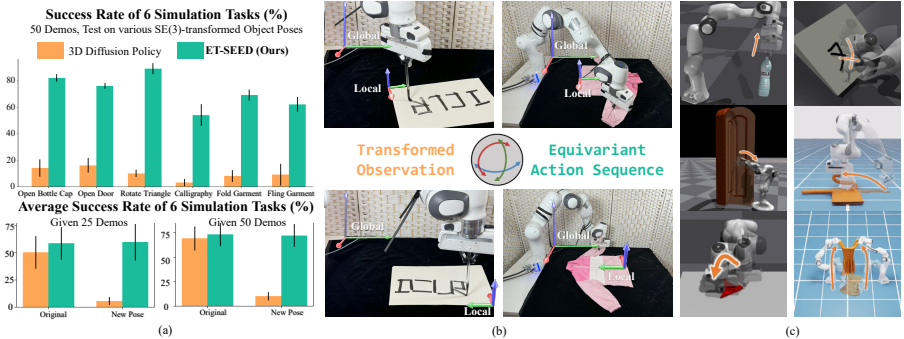 Success Rate of 6 Simulation Tasks (%)
50 Demos, Test on various SE(3)-transformed Object Poses
3D Diffusion Policy
ET-SEED (Ours)
80
60
40
20
0
Open Bottle Cap Open Door Rotate Triangle Calligraphy Fold Garment Fling Garment
Average Success Rate of 6 Simulation Tasks (%)
Given 25 Demos
75
50
25
0
Original
New Pose
Given 50 Demos
75
50
25
0
Original
New Pose
(a)
Global
Local
ICLR
Global
Local
Transformed
Observation
Equivariant
Action Sequence
Global
Local
ICLR
Global
Local
(b)
(c)